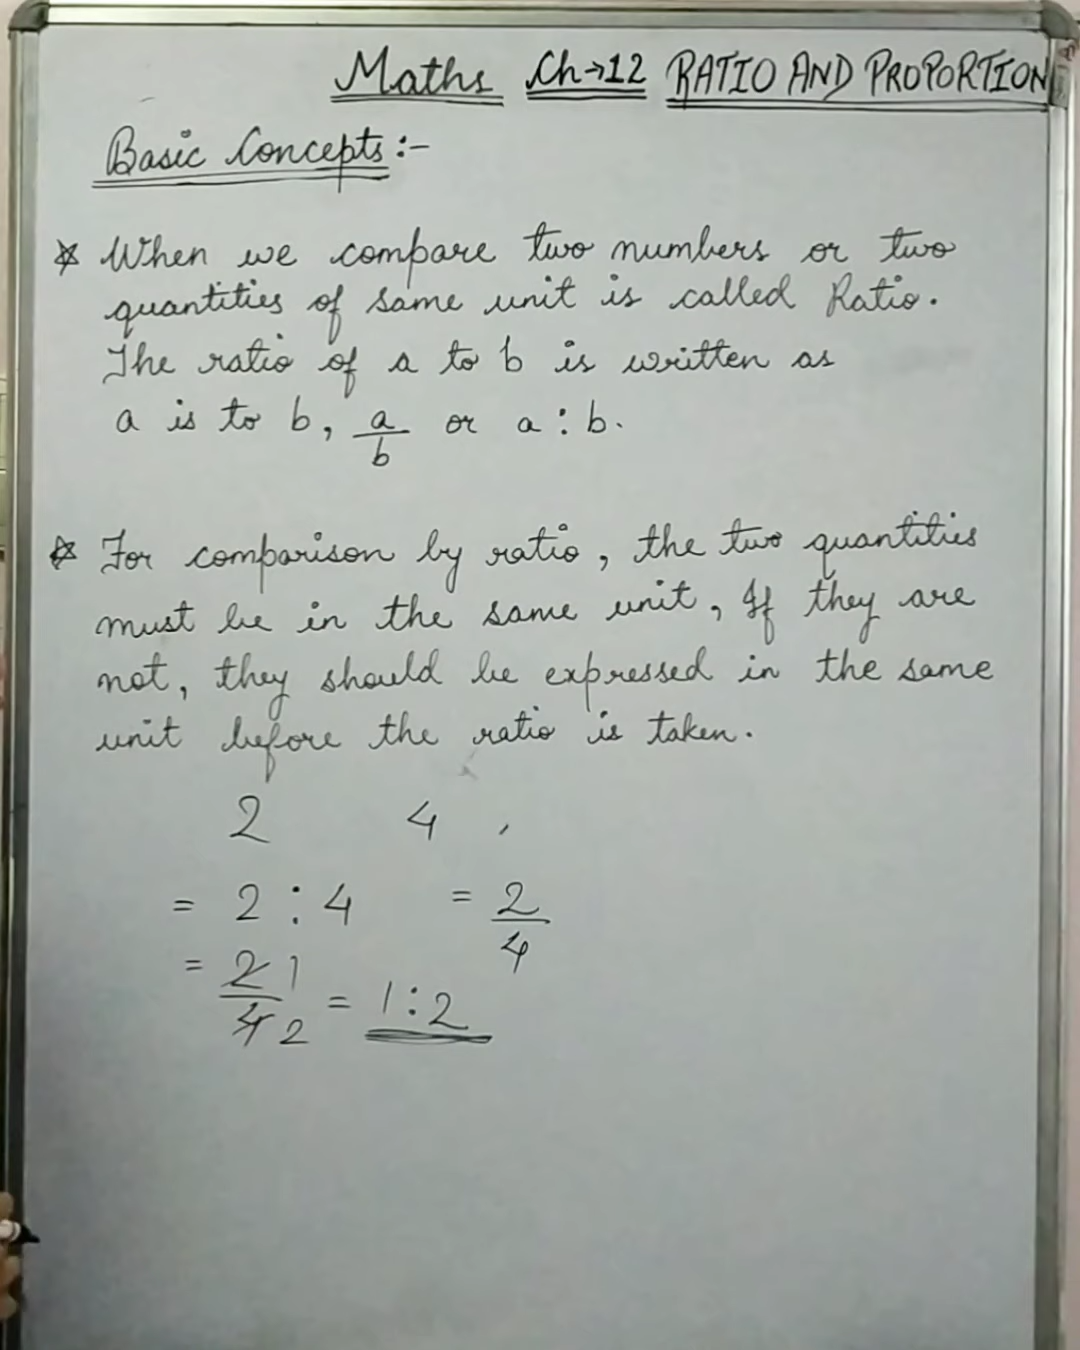 Maths Ch→12 RATIO AND PROPORTION
Basic Concepts :-
☆ When we compare two numbers or two
quantities of same unit is called Ratio.
The ratio of a to b is written as
a is to b, a/b or a : b.
☆ For comparison by ratio, the two quantities
must be in the same unit, If they are
not, they should be expressed in the same
unit before the ratio is taken.
2 4
= 2 : 4 = 2/4
= 2 1/4 2 = 1:2